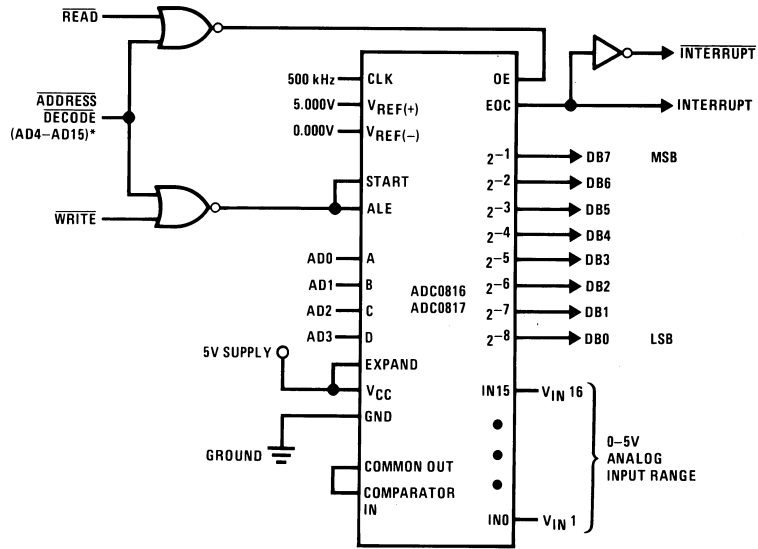 READ
ADDRESS
DECODE
(AD4–AD15)*
WRITE
500 kHz
5.000V
0.000V
CLK
VREF(+)
VREF(−)
START
ALE
AD0
AD1
AD2
AD3
A
B
C
D
5V SUPPLY
EXPAND
VCC
GND
GROUND
COMMON OUT
COMPARATOR
IN
ADC0816
ADC0817
OE
EOC
INTERRUPT
INTERRUPT
2−1 DB7 MSB
2−2 DB6
2−3 DB5
2−4 DB4
2−5 DB3
2−6 DB2
2−7 DB1
2−8 DB0 LSB
IN15 VIN 16
IN0 VIN 1
0–5V
ANALOG
INPUT RANGE